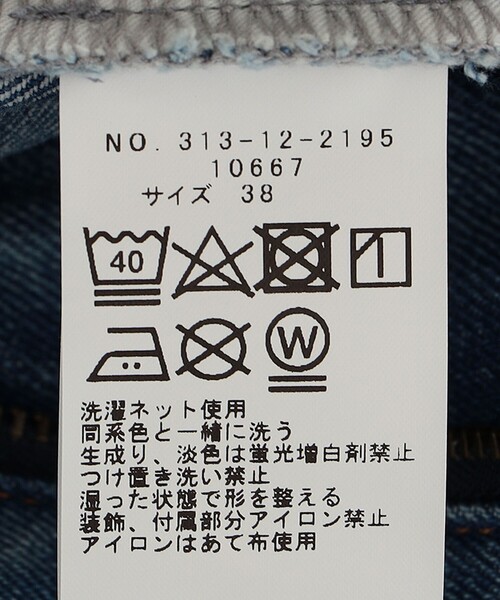 NO. 313-12-2195
10667
サイズ 38
40
W
洗濯ネット使用
同系色と一緒に洗う
生成り、淡色は蛍光増白剤禁止
つけ置き洗い禁止
湿った状態で形を整える
装飾、付属部分アイロン禁止
アイロンはあて布使用